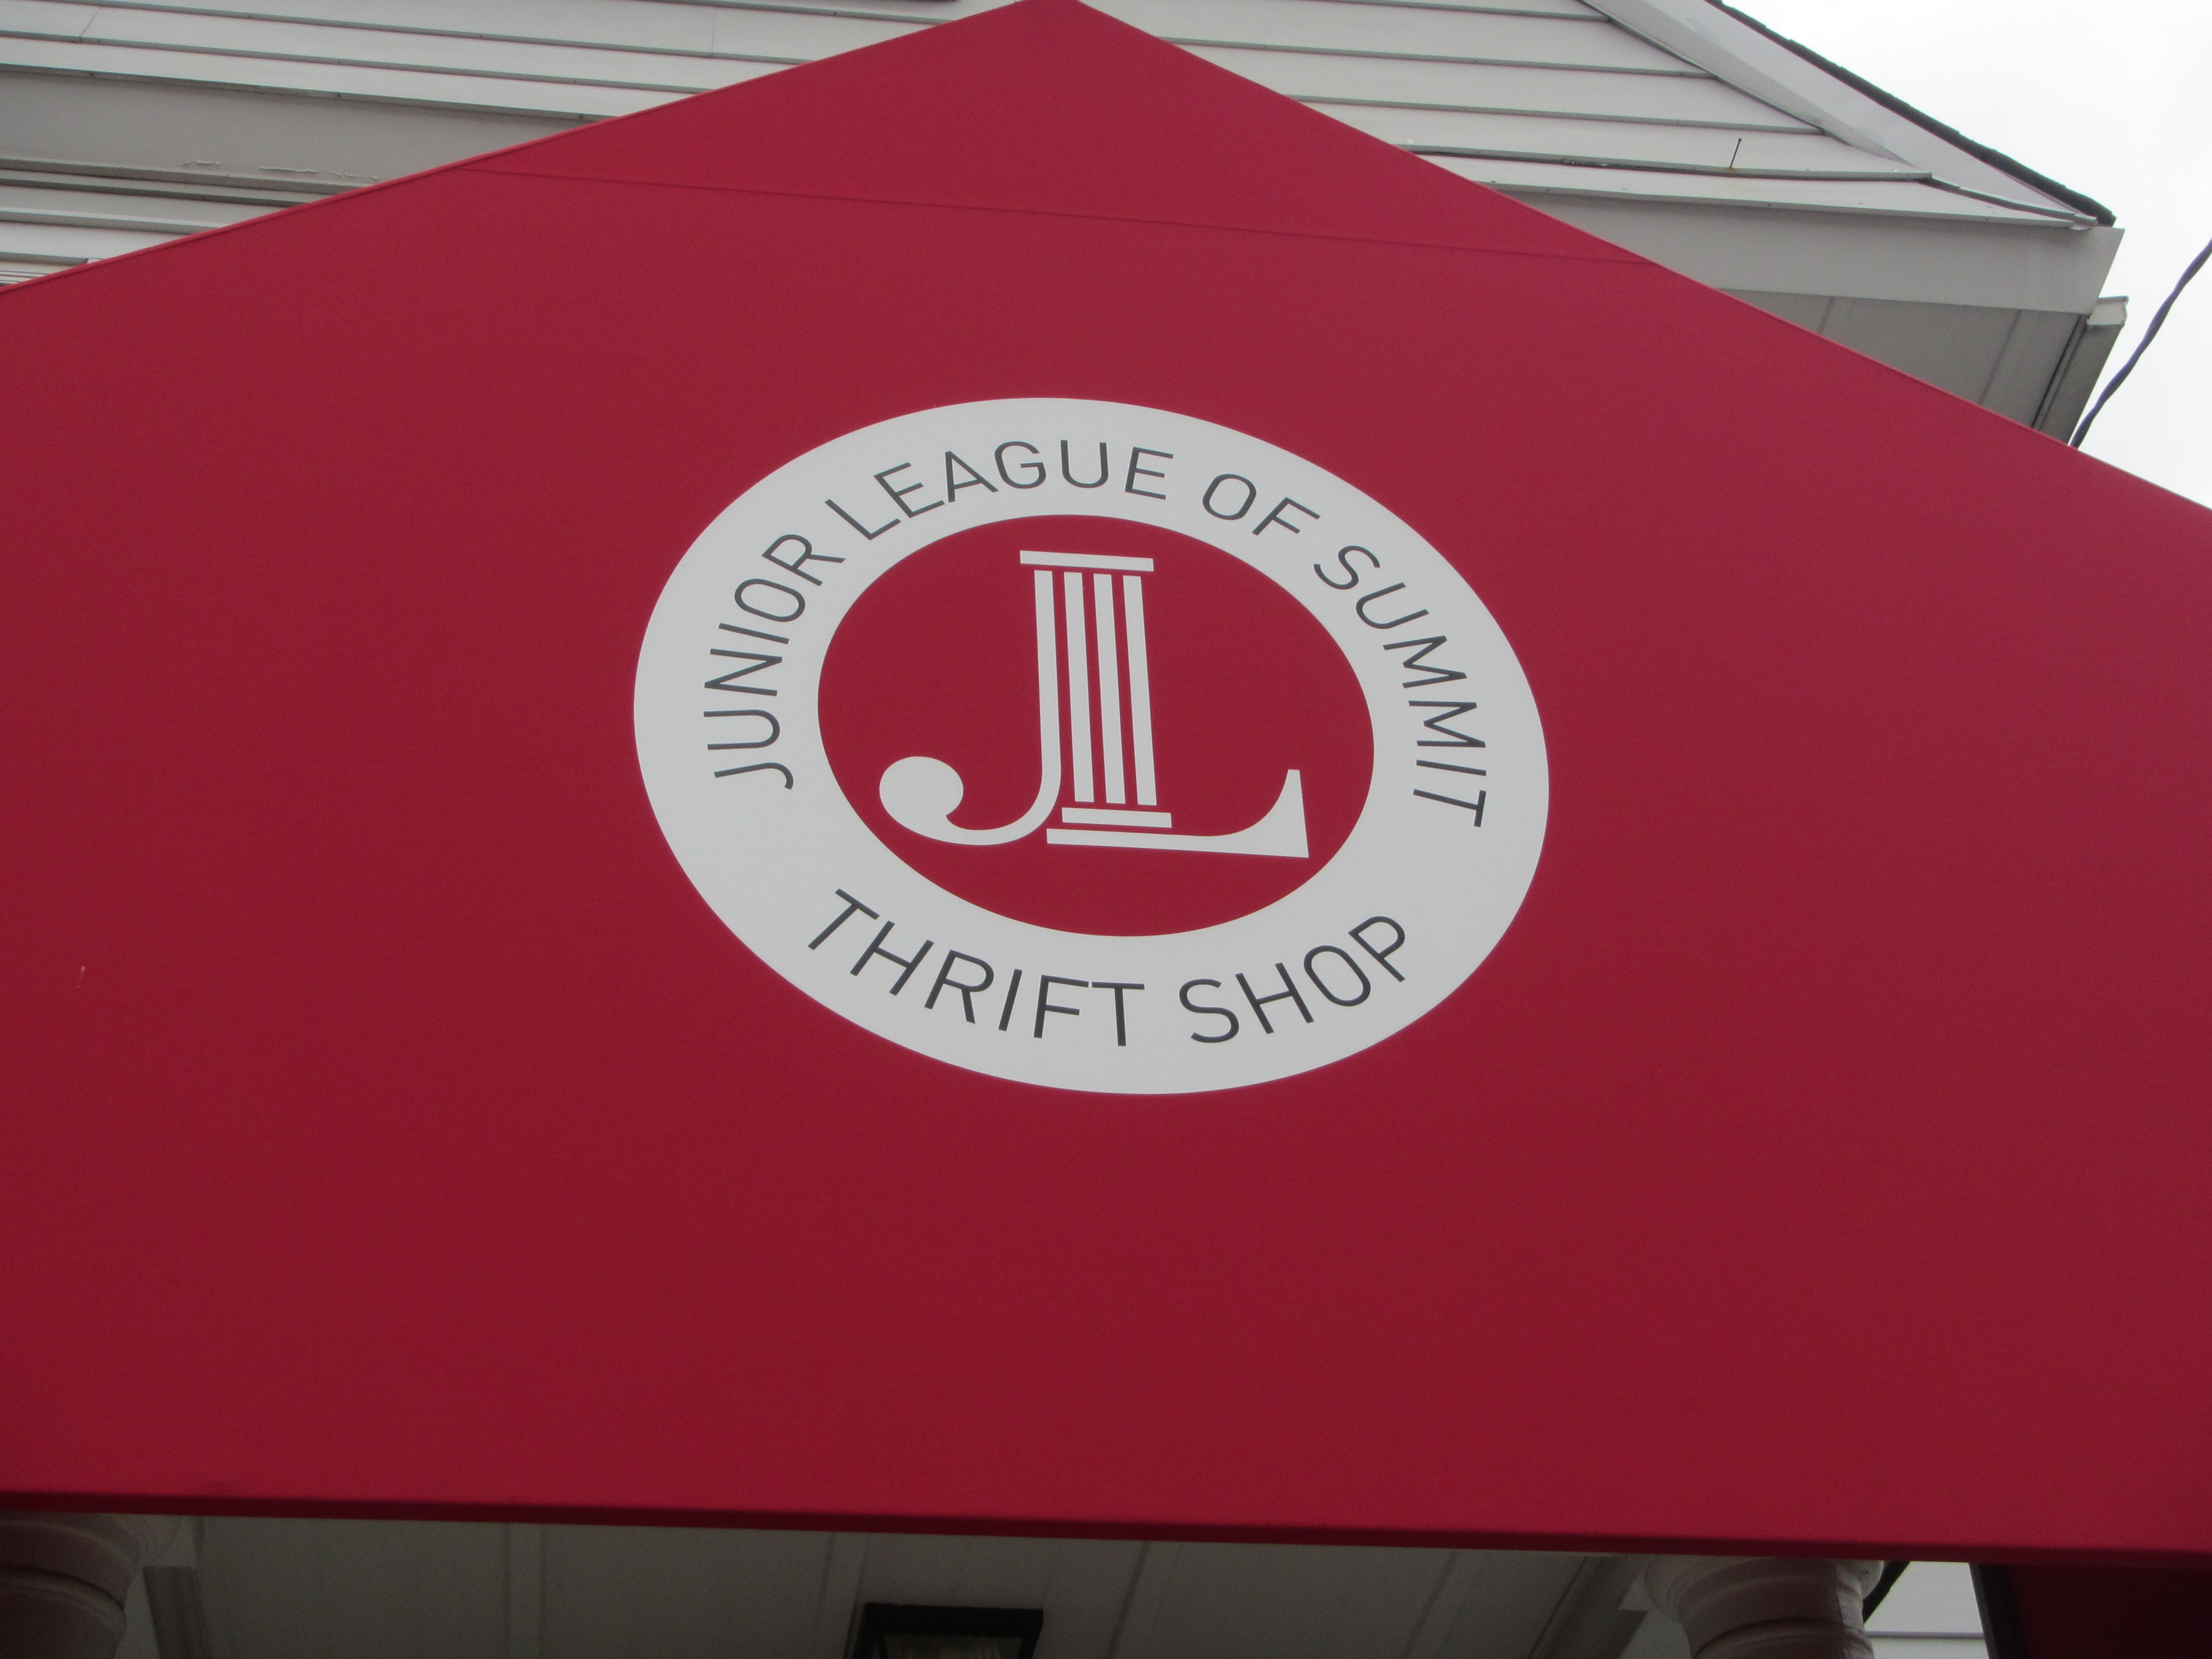 JUNIOR LEAGUE OF SUMMIT
JL
THRIFT SHOP